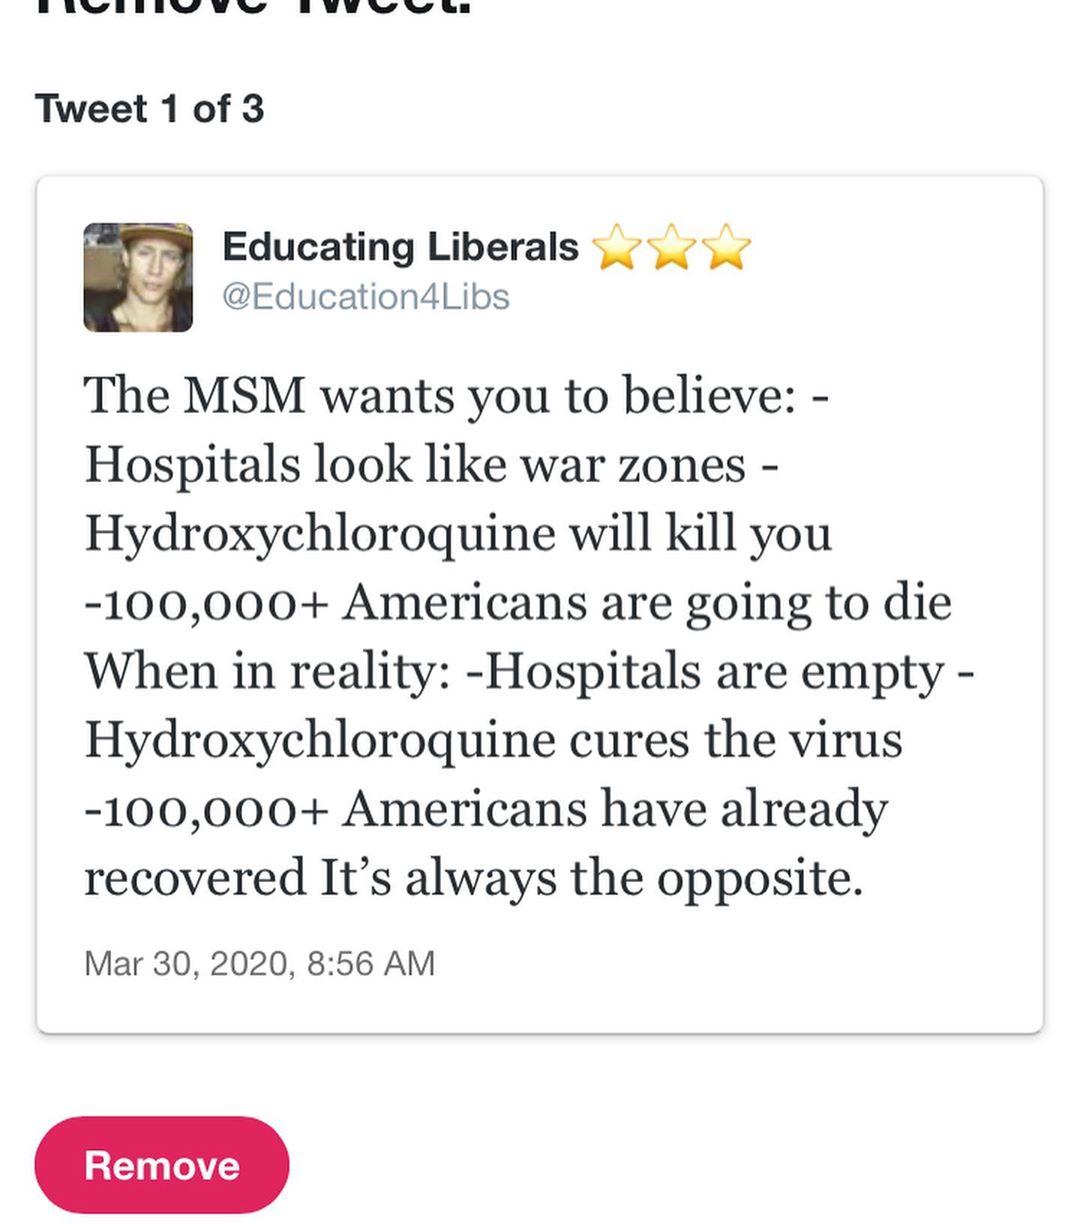 Remove Tweet.
Tweet 1 of 3
Educating Liberals ⭐⭐⭐
@Education4Libs
The MSM wants you to believe: -
Hospitals look like war zones -
Hydroxychloroquine will kill you
-100,000+ Americans are going to die
When in reality: -Hospitals are empty -
Hydroxychloroquine cures the virus
-100,000+ Americans have already
recovered It’s always the opposite.
Mar 30, 2020, 8:56 AM
Remove